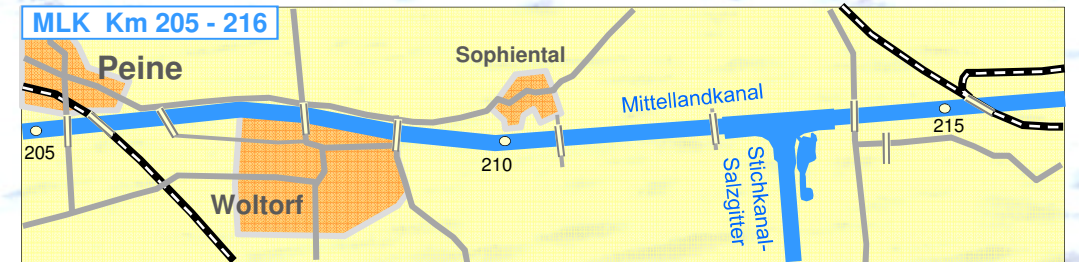 MLK Km 205 - 216
Peine
Sophiental
Mittellandkanal
205
210
215
Woltorf
Stichkanal-
Salzgitter